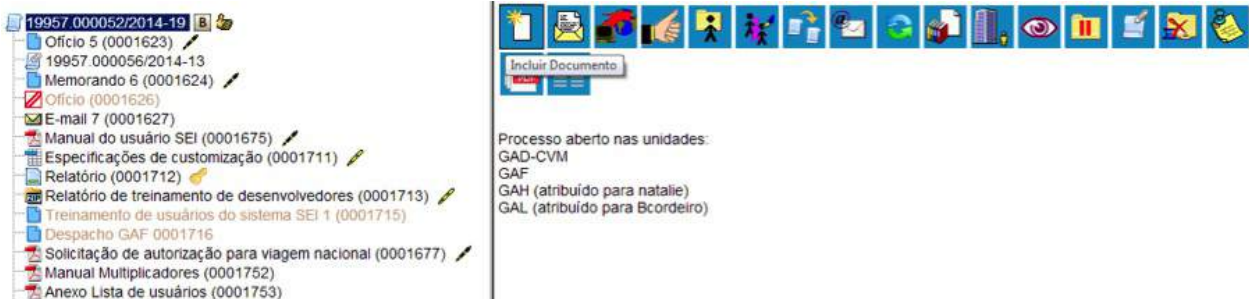 19957.000052/2014-19 B
Ofício 5 (0001623)
19957.000056/2014-13
Memorando 6 (0001624)
Ofício (0001626)
E-mail 7 (0001627)
Manual do usuário SEI (0001675)
Especificações de customização (0001711)
Relatório (0001712)
ZIP Relatório de treinamento de desenvolvedores (0001713)
Treinamento de usuários do sistema SEI 1 (0001715)
Despacho GAF 0001716
Solicitação de autorização para viagem nacional (0001677)
Manual Multiplicadores (0001752)
Anexo Lista de usuários (0001753)
Incluir Documento
PDF
Processo aberto nas unidades:
GAD-CVM
GAF
GAH (atribuído para natalie)
GAL (atribuído para Bcordeiro)